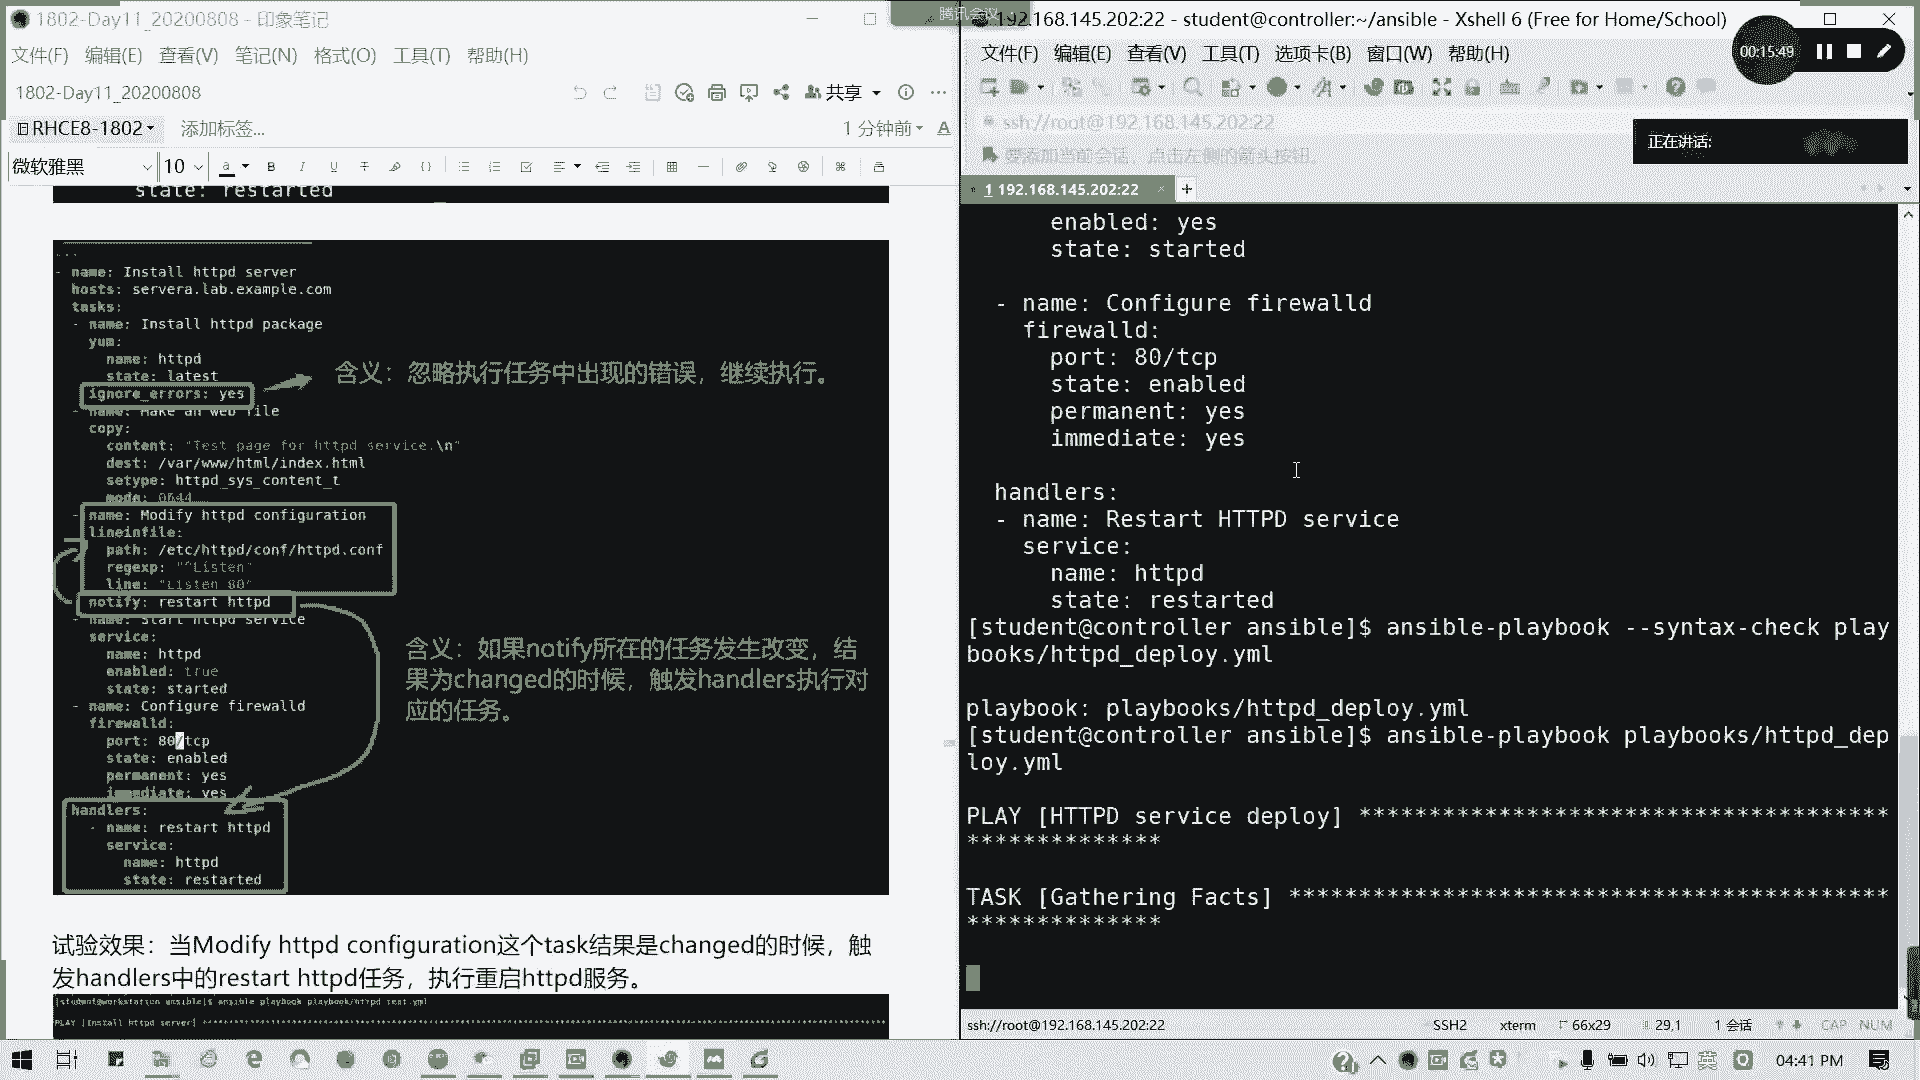 1802-Day11_20200808 - 印象笔记
文件(F) 编辑(E) 查看(V) 笔记(N) 格式(O) 工具(T) 帮助(H)
1802-Day11_20200808
共享
RHCE8-1802
添加标签...
1 分钟前
微软雅黑
10
state: restarted
- name: Install httpd server
hosts: servera.lab.example.com
tasks:
- name: Install httpd package
yum:
name: httpd
state: latest
ignore_errors: yes
含义：忽略执行任务中出现的错误，继续执行。
- name: Make an web file
copy:
content: "Test page for httpd service.\n"
dest: /var/www/html/index.html
setype: httpd_sys_content_t
mode: 0644
- name: Modify httpd configuration
lineinfile:
path: /etc/httpd/conf/httpd.conf
regexp: "^Listen"
line: "Listen 80"
notify: restart httpd
- name: Start httpd service
service:
name: httpd
enabled: true
state: started
含义：如果notify所在的任务发生改变，结
果为changed的时候，触发handlers执行对
应的任务。
- name: Configure firewalld
firewalld:
port: 80/tcp
state: enabled
permanent: yes
immediate: yes
handlers:
- name: restart httpd
service:
name: httpd
state: restarted
试验效果：当Modify httpd configuration这个task结果是changed的时候，触
发handlers中的restart httpd任务，执行重启httpd服务。
[student@workstation ansible]$ ansible-playbook playbook/httpd_test.yml
PLAY [Install httpd server] ****
腾讯会议
192.168.145.202:22 - student@controller:~/ansible - Xshell 6 (Free for Home/School)
文件(F) 编辑(E) 查看(V) 工具(T) 选项卡(B) 窗口(W) 帮助(H)
00:15:49
ssh://root@192.168.145.202:22
要添加当前会话，点击左侧的箭头按钮。
正在讲话:
1 192.168.145.202:22
enabled: yes
state: started
- name: Configure firewalld
firewalld:
port: 80/tcp
state: enabled
permanent: yes
immediate: yes
handlers:
- name: Restart HTTPD service
service:
name: httpd
state: restarted
[student@controller ansible]$ ansible-playbook --syntax-check play
books/httpd_deploy.yml
playbook: playbooks/httpd_deploy.yml
[student@controller ansible]$ ansible-playbook playbooks/httpd_dep
loy.yml
PLAY [HTTPD service deploy] **************************************
**************
TASK [Gathering Facts] *******************************************
**************
ssh://root@192.168.145.202:22
SSH2
xterm
66x29
29,1
1 会话
CAP NUM
英
04:41 PM